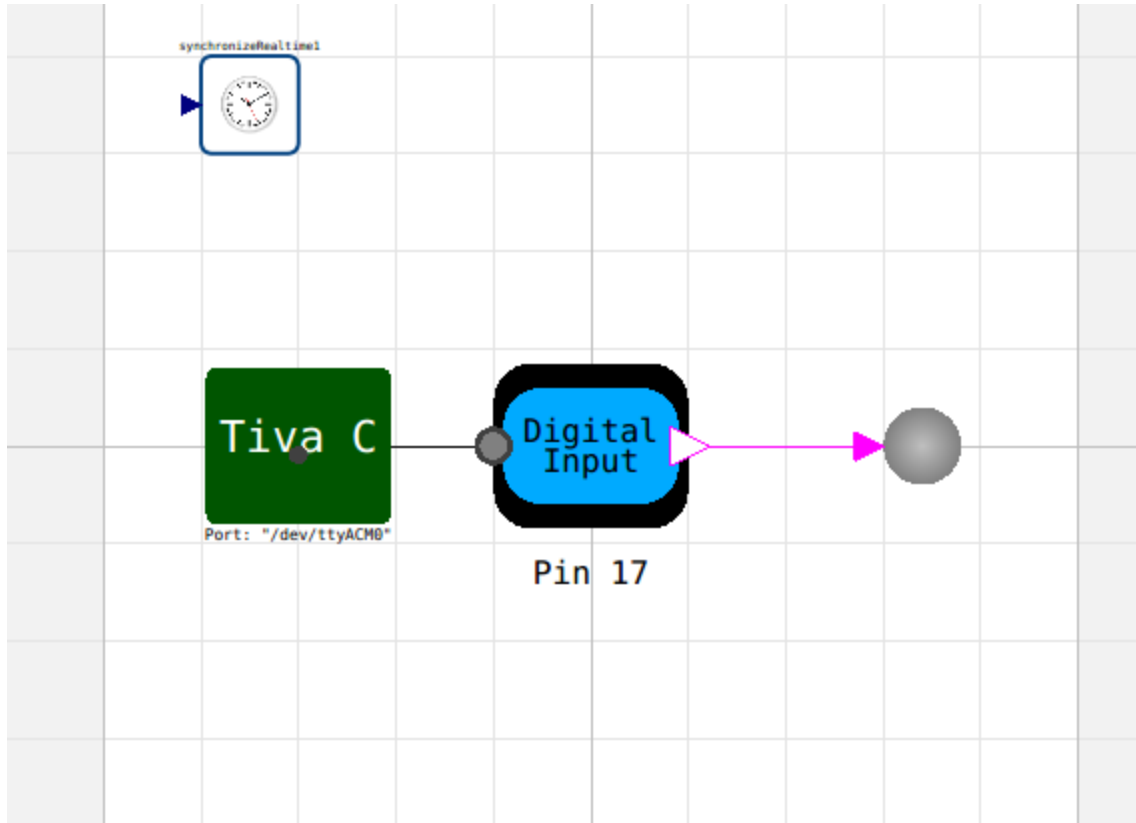 synchronizeRealtime1
Tiva C
Digital
Input
Port: "/dev/ttyACM0"
Pin 17